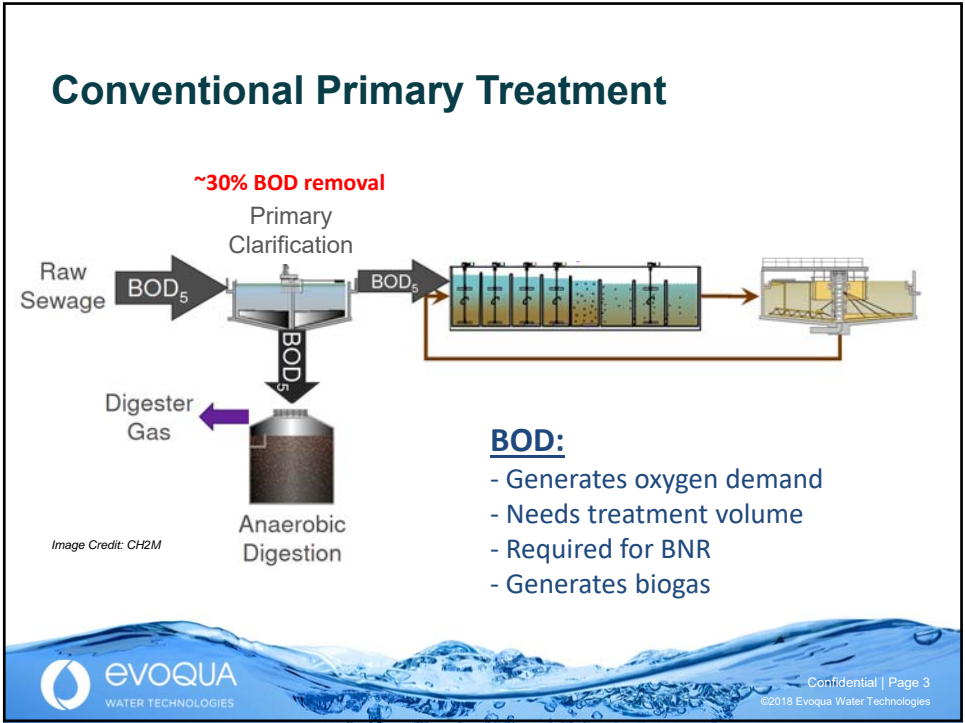 Conventional Primary Treatment
~30% BOD removal
Primary
Clarification
Raw
Sewage
BOD5
BOD5
BOD5
Digester
Gas
Anaerobic
Digestion
Image Credit: CH2M
BOD:
- Generates oxygen demand
- Needs treatment volume
- Required for BNR
- Generates biogas
evoqua
WATER TECHNOLOGIES
Confidential | Page 3
©2018 Evoqua Water Technologies